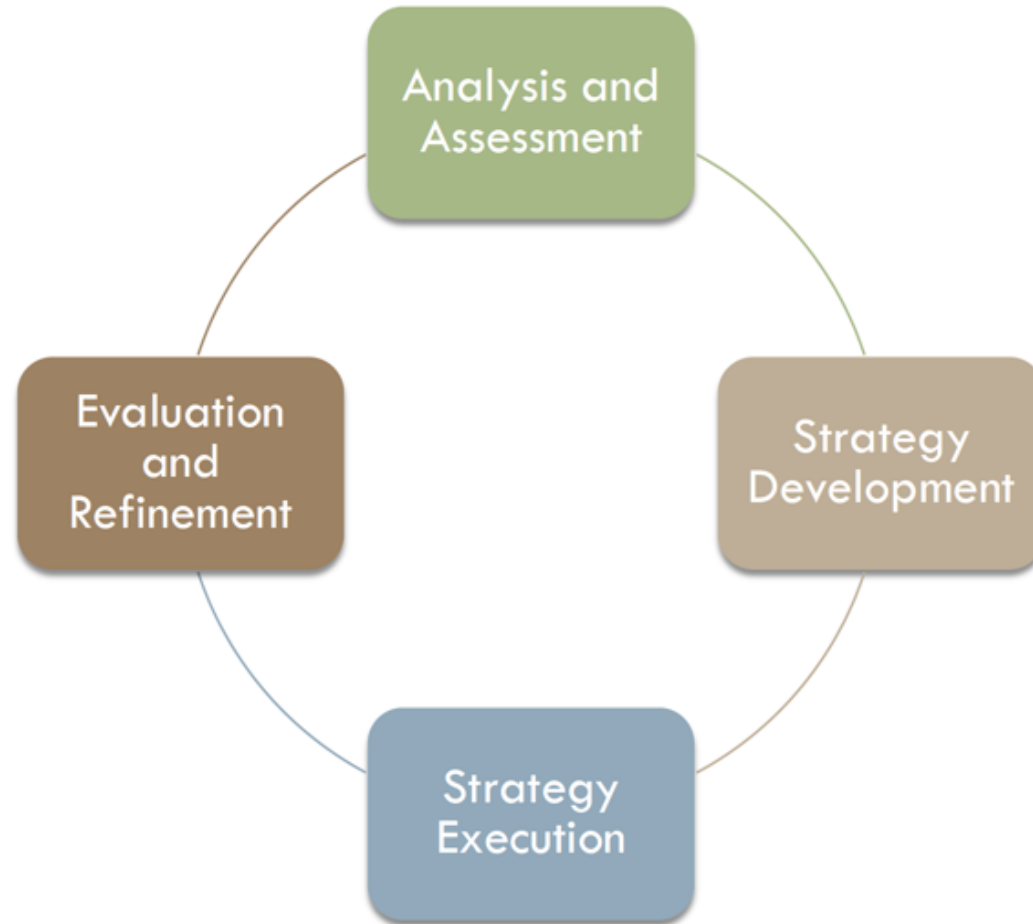 Analysis and
Assessment
Strategy
Development
Strategy
Execution
Evaluation
and
Refinement